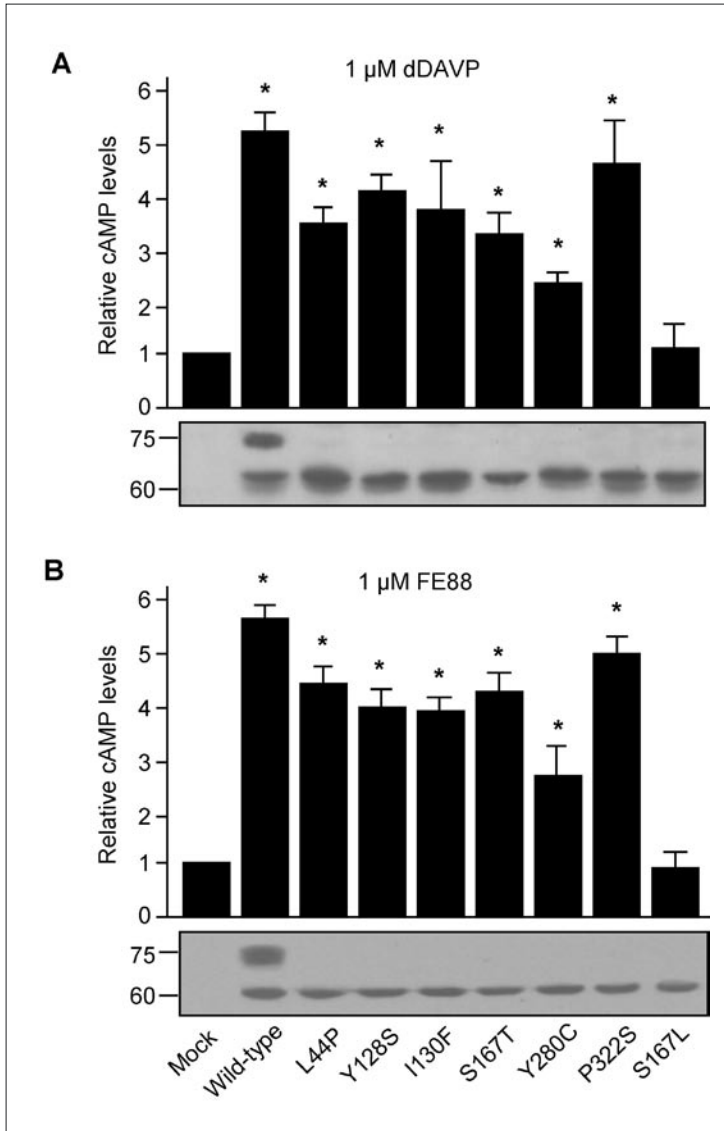 A
1 µM dDAVP
Relative cAMP levels
6
5
4
3
2
1
0
* * * * * * *
75
60
B
1 µM FE88
Relative cAMP levels
6
5
4
3
2
1
0
* * * * * * *
75
60
Mock
Wild-type
L44P
Y128S
I130F
S167T
Y280C
P322S
S167L